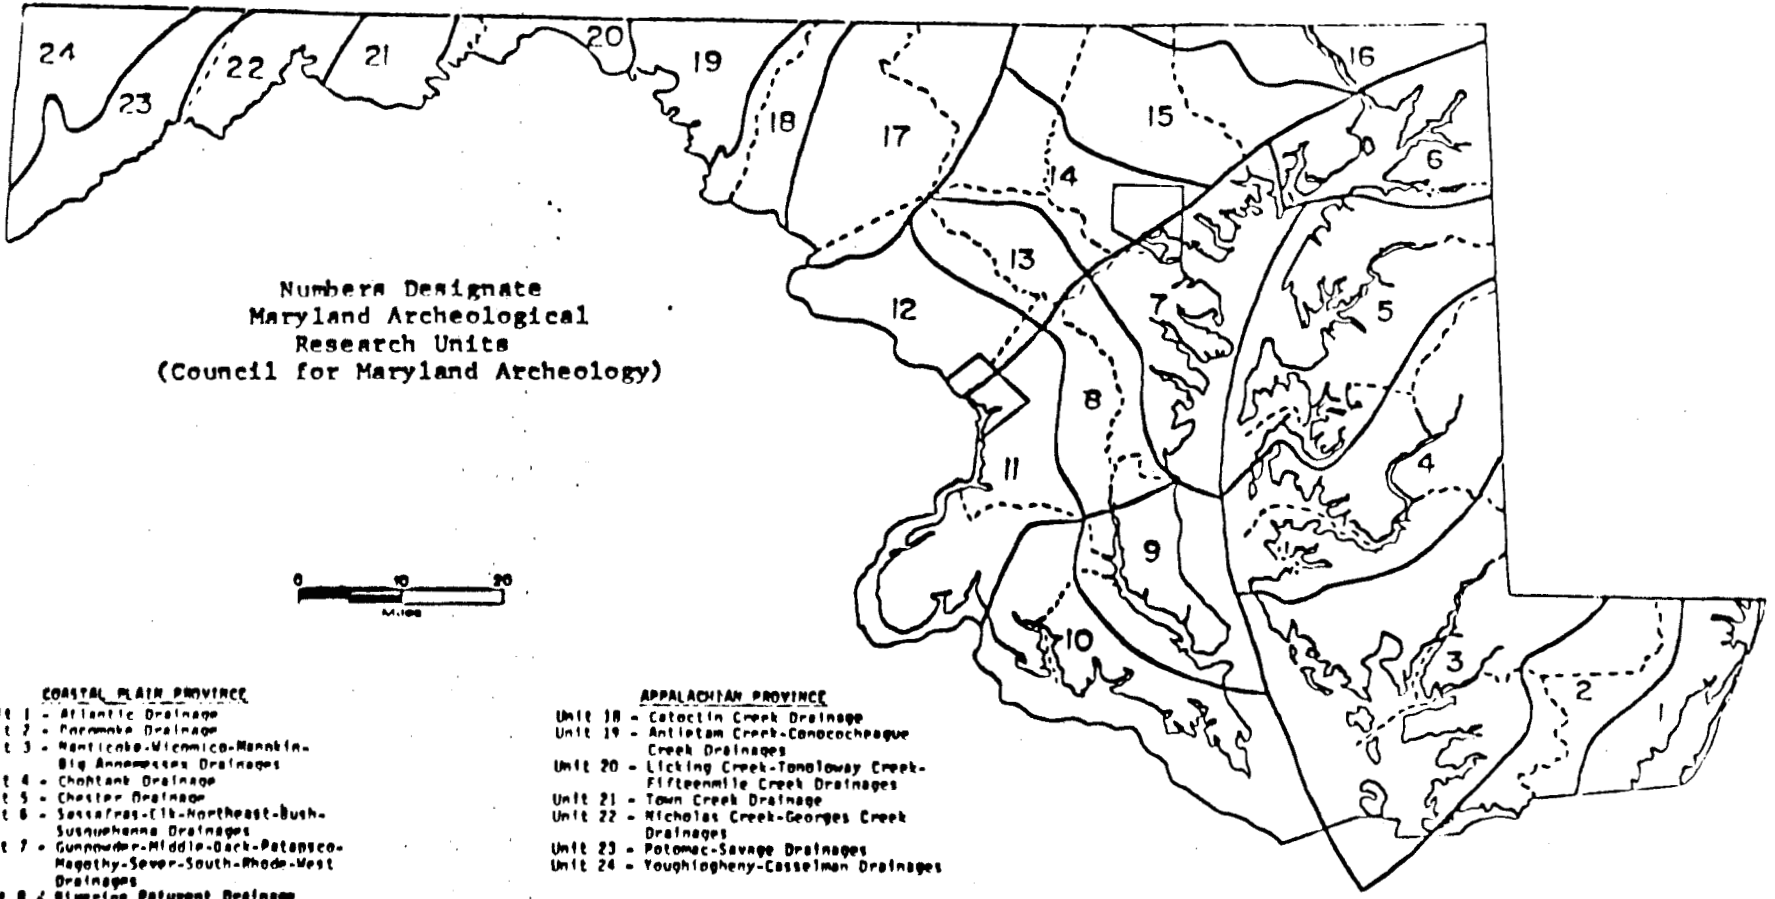 24
23
22
21
20
19
18
17
16
15
14
13
12
11
10
9
8
7
6
5
4
3
2
1
Numbers Designate
Maryland Archeological
Research Units
(Council for Maryland Archeology)
0 10 20
Miles
COASTAL PLAIN PROVINCE
t 1 - Atlantic Drainage
t 2 - Pocomoke Drainage
t 3 - Nanticoke-Wicomico-Manokin-
Big Annemessex Drainages
t 4 - Choptank Drainage
t 5 - Chester Drainage
t 6 - Sassafras-Elk-Northeast-Bush-
Susquehanna Drainages
t 7 - Gunpowder-Middle-Back-Patapsco-
Magothy-Sever-South-Rhode-West
Drainages
8 - Patuxent Drainage
APPALACHIAN PROVINCE
Unit 18 - Catoctin Creek Drainage
Unit 19 - Antietam Creek-Conococheague
Creek Drainages
Unit 20 - Licking Creek-Tonoloway Creek-
Fifteenmile Creek Drainages
Unit 21 - Town Creek Drainage
Unit 22 - Nicholas Creek-Georges Creek
Drainages
Unit 23 - Potomac-Savage Drainages
Unit 24 - Youghiogheny-Casselman Drainages